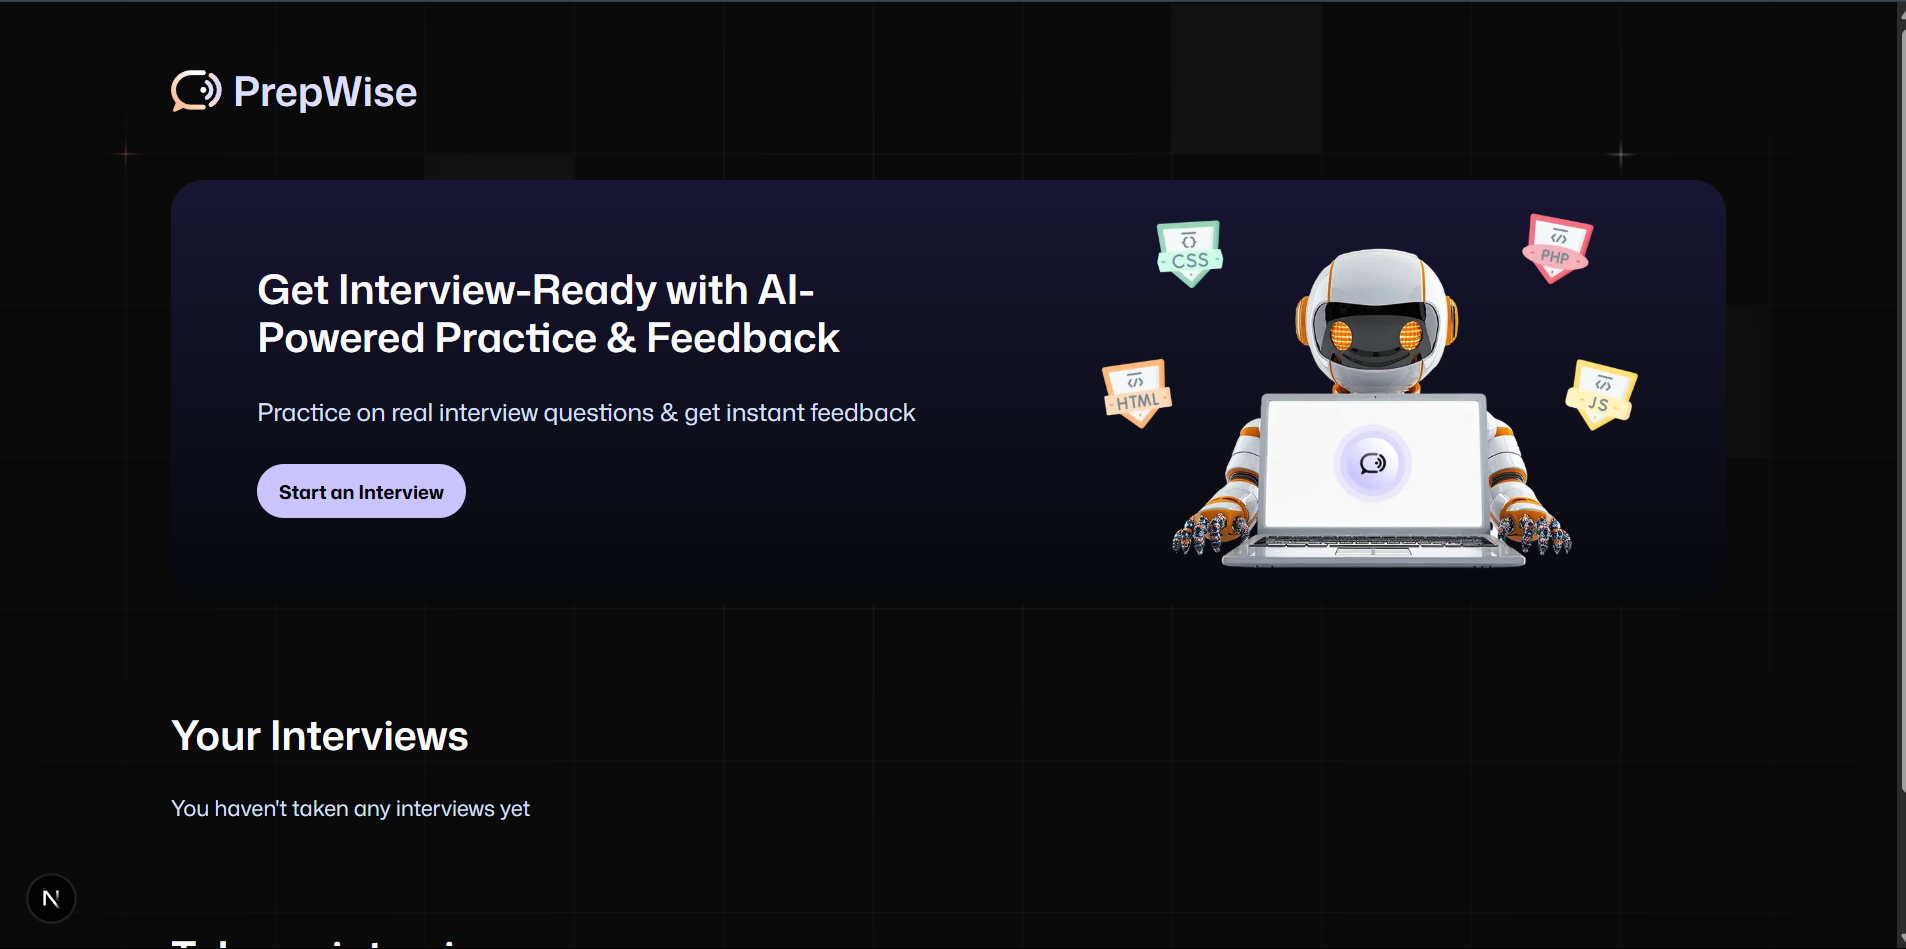 PrepWise
Get Interview-Ready with AI-
Powered Practice & Feedback
Practice on real interview questions & get instant feedback
Start an Interview
CSS
PHP
HTML
JS
Your Interviews
You haven't taken any interviews yet
N